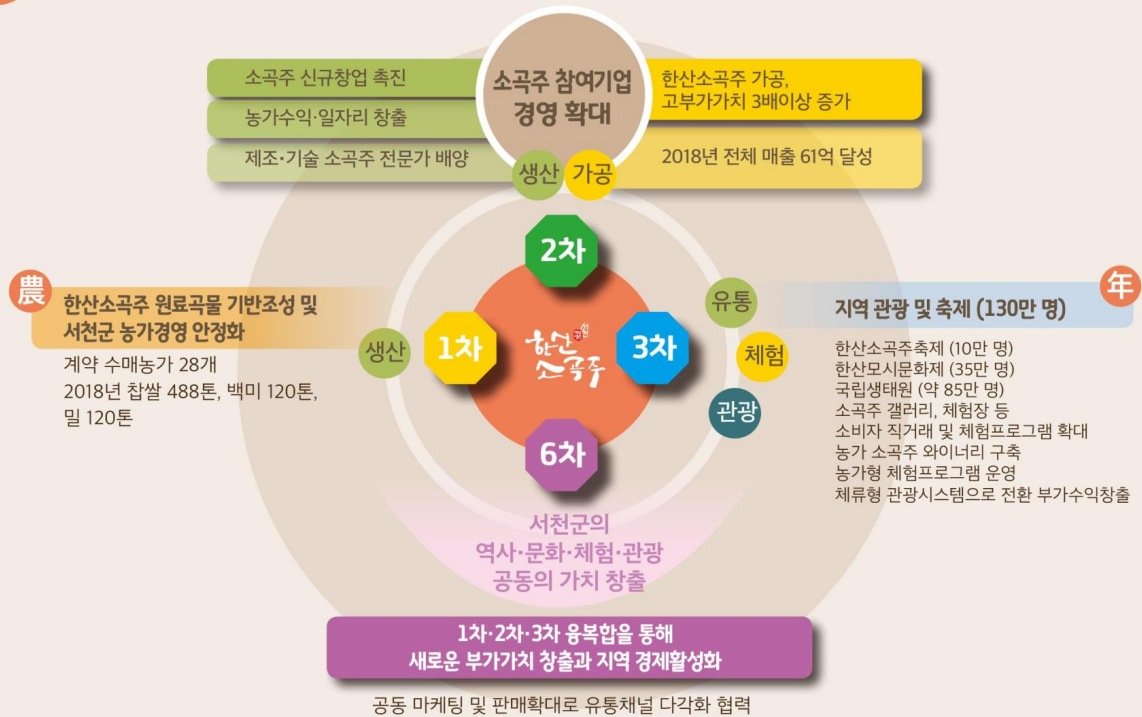 소곡주 신규창업 촉진
농가수익·일자리 창출
제조·기술 소곡주 전문가 배양
소곡주 참여기업
경영 확대
한산소곡주 가공,
고부가가치 3배이상 증가
2018년 전체 매출 61억 달성
생산
가공
2차
農
한산소곡주 원료곡물 기반조성 및
서천군 농가경영 안정화
계약 수매농가 28개
2018년 찹쌀 488톤, 백미 120톤,
밀 120톤
생산
1차
한산
소곡주
3차
유통
체험
관광
年
지역 관광 및 축제 (130만 명)
한산소곡주축제 (10만 명)
한산모시문화제 (35만 명)
국립생태원 (약 85만 명)
소곡주 갤러리, 체험장 등
소비자 직거래 및 체험프로그램 확대
농가 소곡주 와이너리 구축
농가형 체험프로그램 운영
체류형 관광시스템으로 전환 부가수익창출
6차
서천군의
역사·문화·체험·관광
공동의 가치 창출
1차·2차·3차 융복합을 통해
새로운 부가가치 창출과 지역 경제활성화
공동 마케팅 및 판매확대로 유통채널 다각화 협력